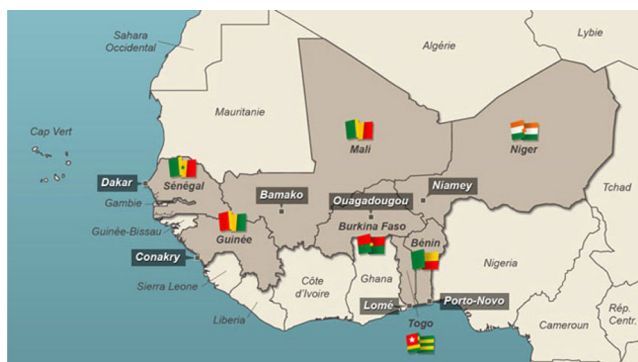 Sahara
Occidental
Algérie
Lybie
Mauritanie
Cap Vert
Mali
Niger
Dakar
Sénégal
Bamako
Niamey
Ouagadougou
Tchad
Gambie
Guinée-Bissau
Guinée
Burkina Faso
Bénin
Conakry
Nigeria
Sierra Leone
Côte
d'Ivoire
Ghana
Liberia
Lomé
Porto-Novo
Togo
Cameroun
Rép.
Centr.